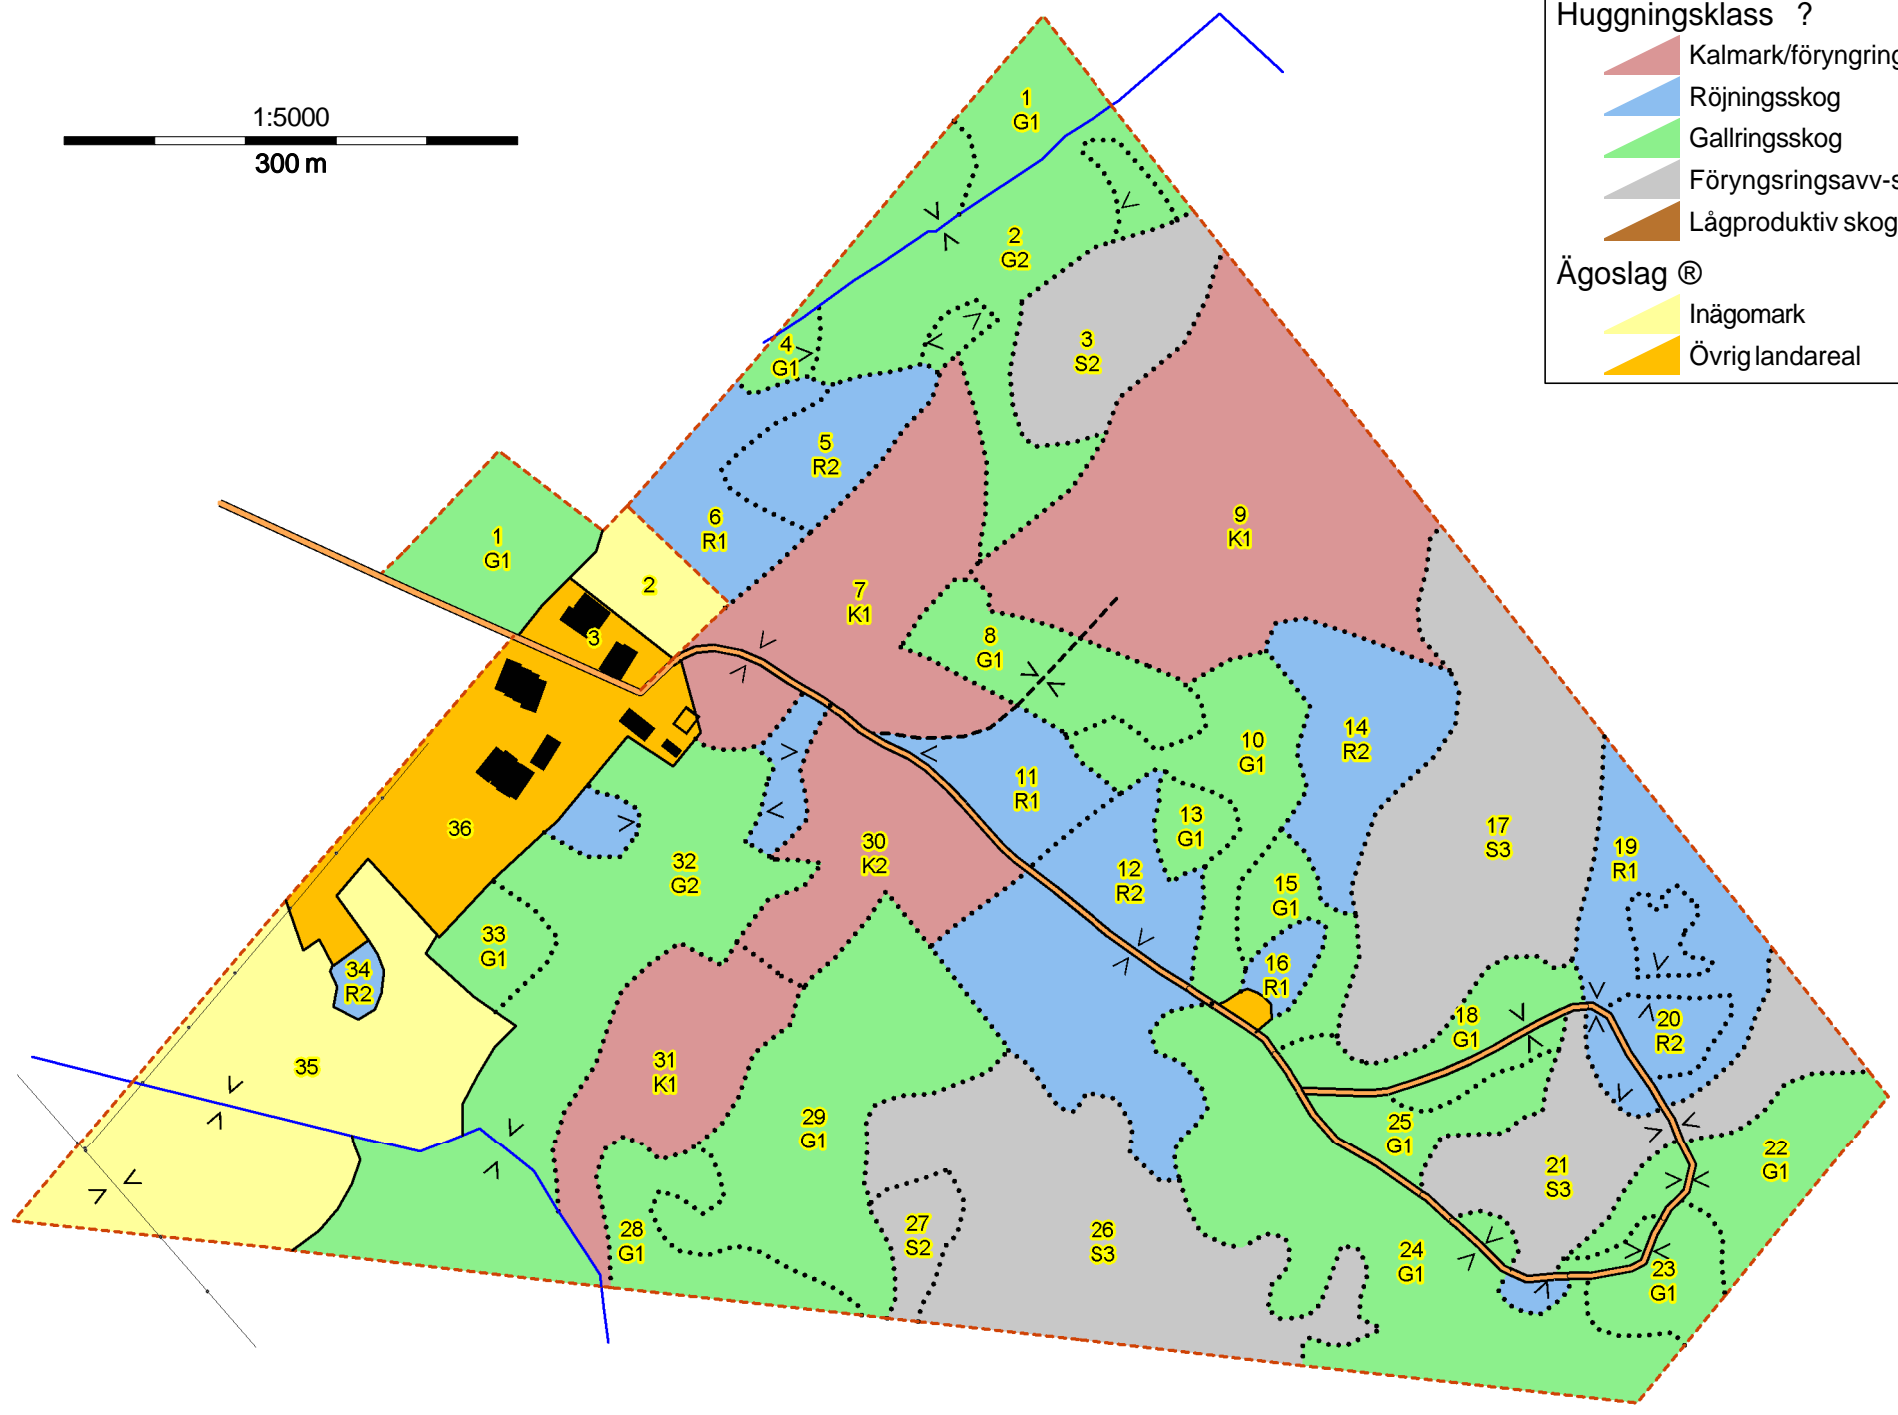 Huggningsklass ?
Kalmark/föryngring
Röjningsskog
Gallringsskog
Föryngsringsavv-s
Lågproduktiv skog
Ägoslag ®
Inägomark
Övrig landareal
1:5000
300 m
1
G1
2
G2
3
S2
4
G1
5
R2
6
R1
1
G1
2
3
7
K1
8
G1
9
K1
10
G1
11
R1
12
R2
13
G1
14
R2
15
G1
16
R1
17
S3
18
G1
19
R1
20
R2
21
S3
22
G1
23
G1
24
G1
25
G1
26
S3
27
S2
28
G1
29
G1
30
K2
31
K1
32
G2
33
G1
34
R2
35
36